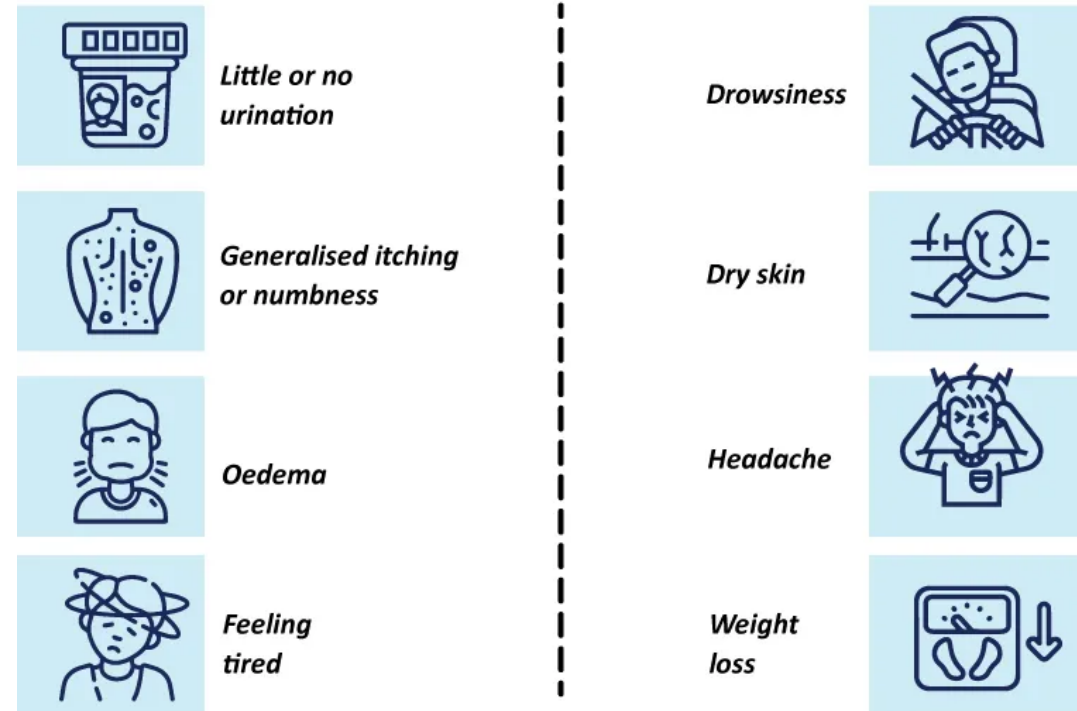 Little or no
urination
Generalised itching
or numbness
Oedema
Feeling
tired
Drowsiness
Dry skin
Headache
Weight
loss